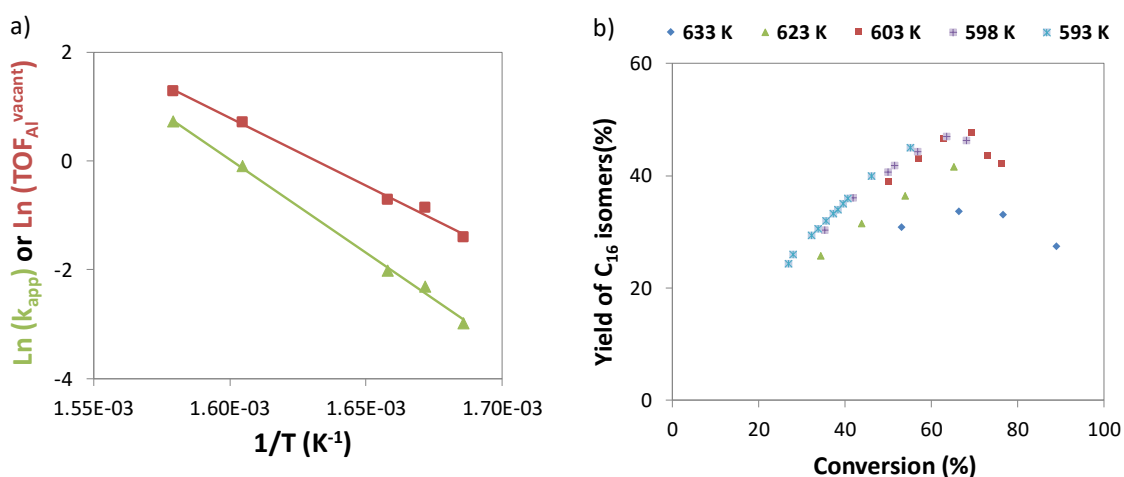 a)
2
0
-2
-4
1.55E-03 1.60E-03 1.65E-03 1.70E-03
1/T (K-1)
Ln (kapp) or Ln (TOFAlvacant)
b)
633 K 623 K 603 K 598 K 593 K
60
40
20
0
0 20 40 60 80 100
Conversion (%)
Yield of C16 isomers(%)